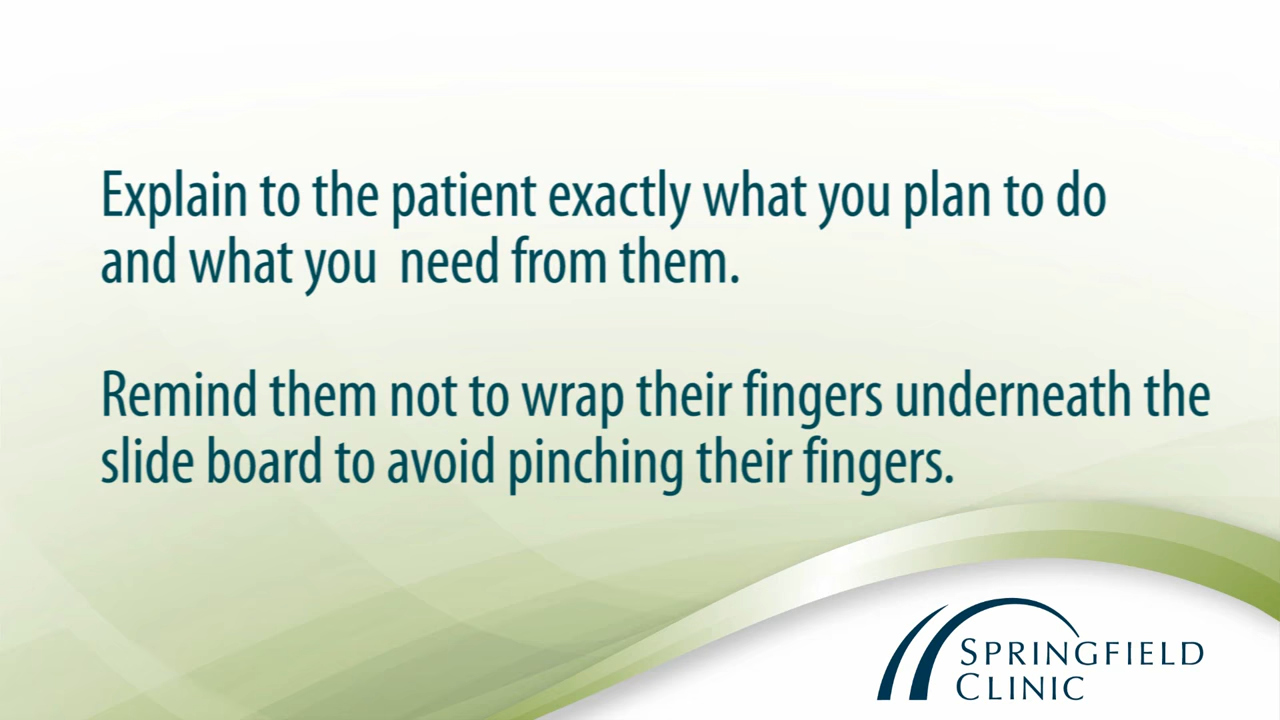 Explain to the patient exactly what you plan to do
and what you  need from them.
Remind them not to wrap their fingers underneath the
slide board to avoid pinching their fingers.
SPRINGFIELD
CLINIC